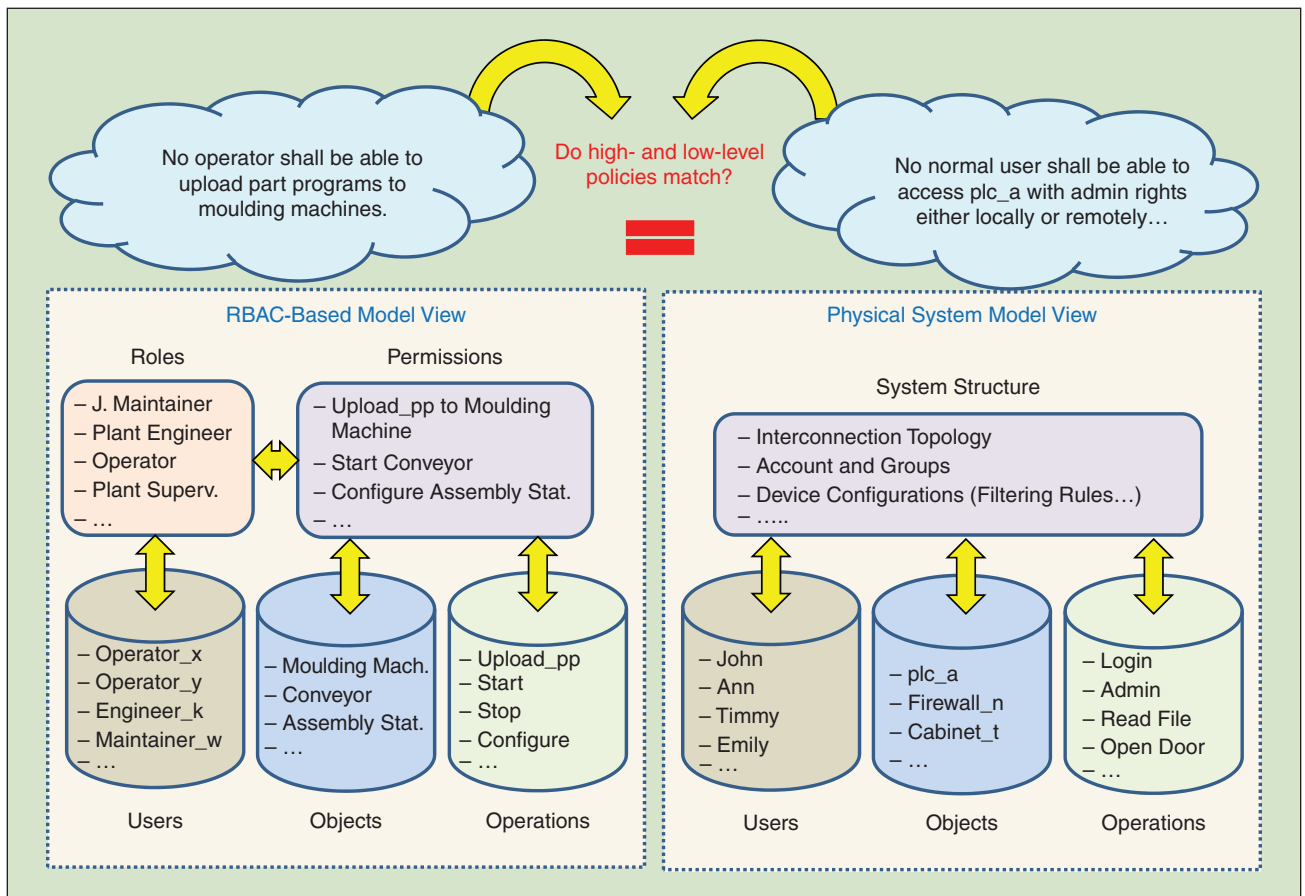 No operator shall be able to
upload part programs to
moulding machines.
Do high- and low-level
policies match?
No normal user shall be able to
access plc_a with admin rights
either locally or remotely…
RBAC-Based Model View
Roles
Permissions
– J. Maintainer
– Plant Engineer
– Operator
– Plant Superv.
– …
– Upload_pp to Moulding
Machine
– Start Conveyor
– Configure Assembly Stat.
– …
– Operator_x
– Operator_y
– Engineer_k
– Maintainer_w
– …
– Moulding Mach.
– Conveyor
– Assembly Stat.
– …
– Upload_pp
– Start
– Stop
– Configure
– …
Users
Objects
Operations
Physical System Model View
System Structure
– Interconnection Topology
– Account and Groups
– Device Configurations (Filtering Rules…)
– …..
– John
– Ann
– Timmy
– Emily
– …
– plc_a
– Firewall_n
– Cabinet_t
– …
– Login
– Admin
– Read File
– Open Door
– …
Users
Objects
Operations